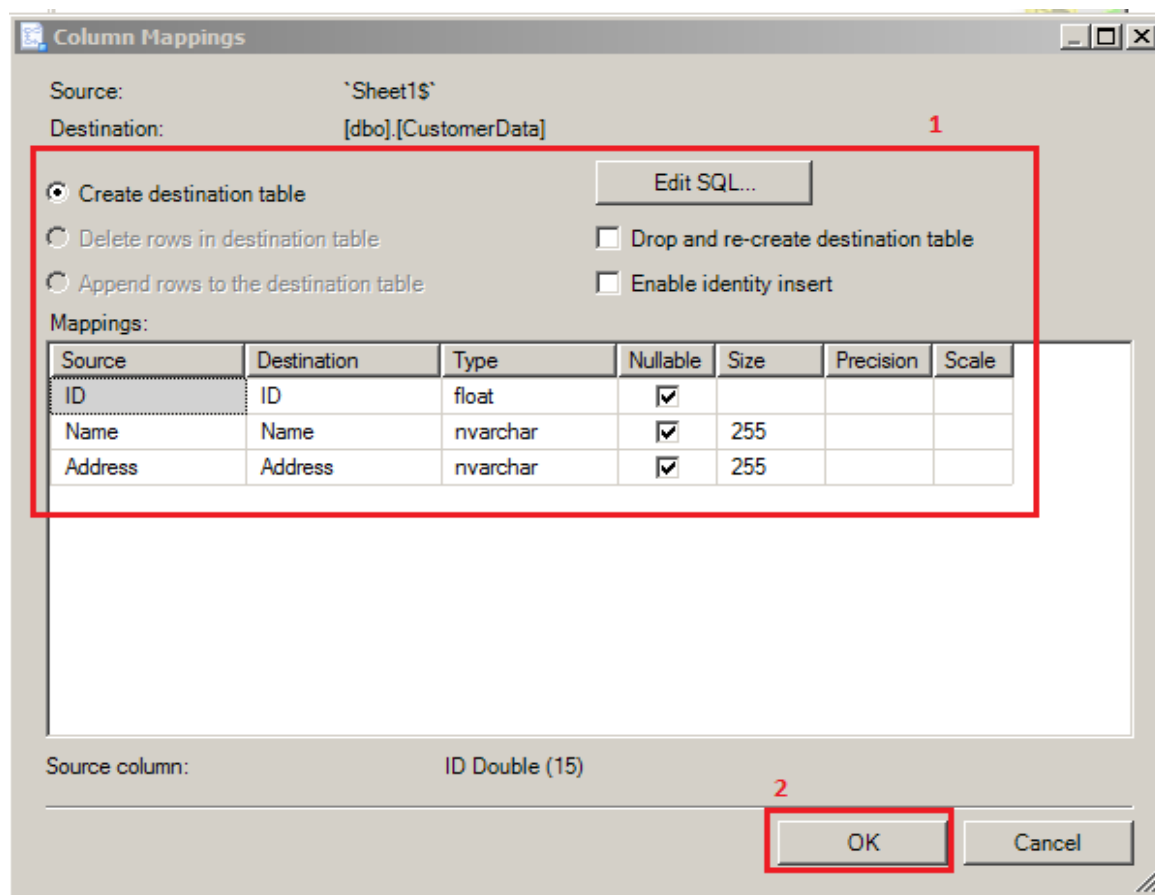 Column Mappings
Source: `Sheet1$`
Destination: [dbo].[CustomerData]
1
Create destination table Edit SQL...
Delete rows in destination table Drop and re-create destination table
Append rows to the destination table Enable identity insert
Mappings:
Source Destination Type Nullable Size Precision Scale
ID ID float
Name Name nvarchar 255
Address Address nvarchar 255
Source column: ID Double (15)
2
OK Cancel